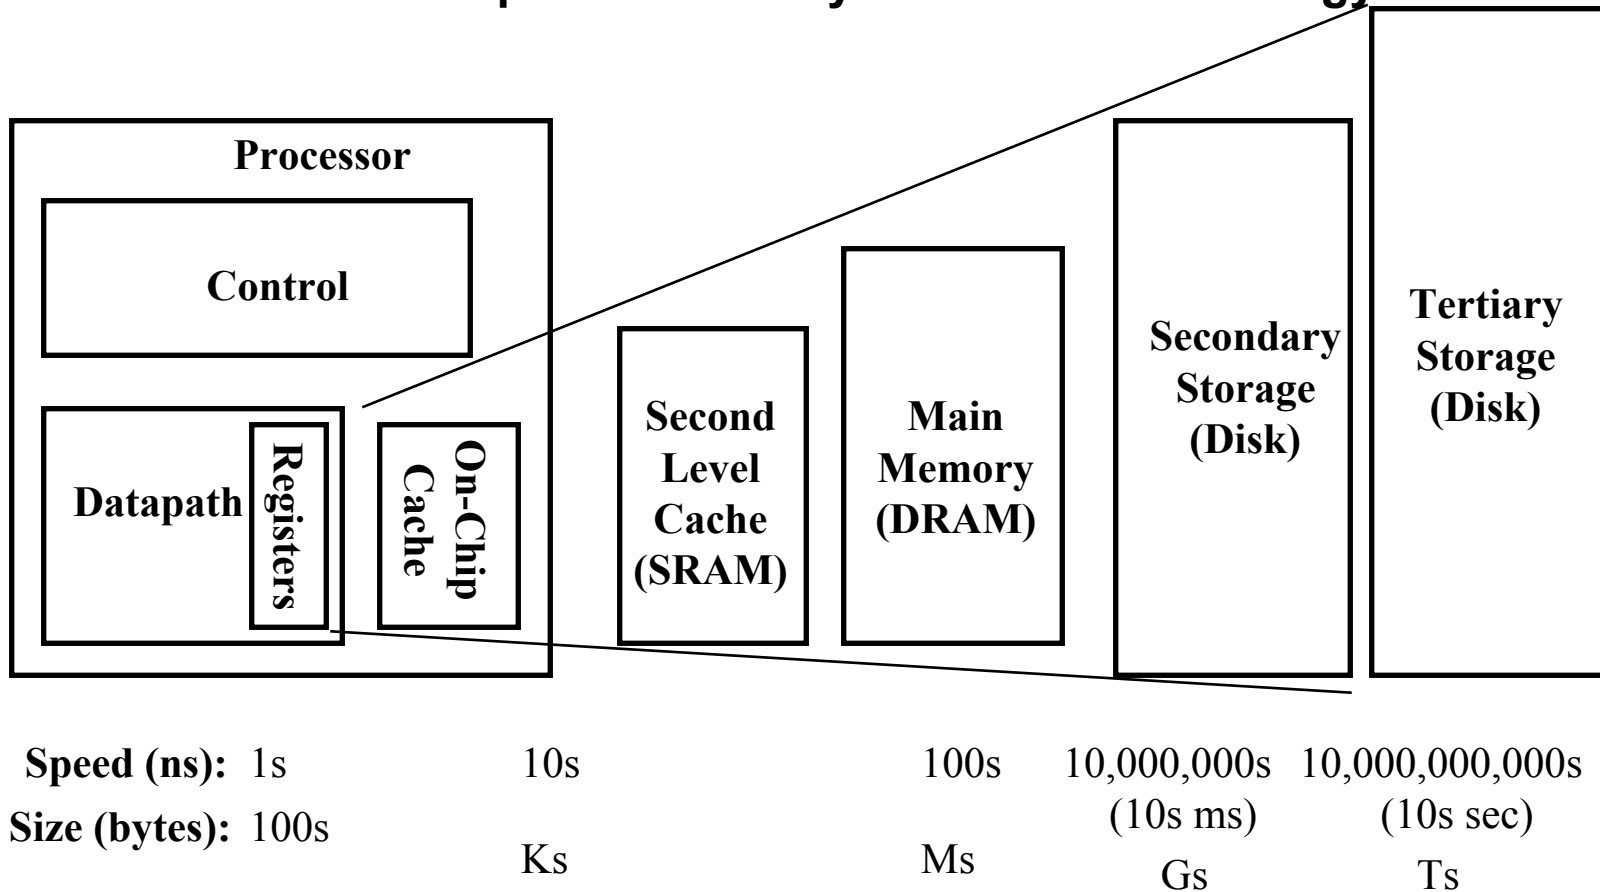 Processor
Control
Datapath
Registers
On-Chip
Cache
Second
Level
Cache
(SRAM)
Main
Memory
(DRAM)
Secondary
Storage
(Disk)
Tertiary
Storage
(Disk)
Speed (ns): 1s 10s 100s 10,000,000s 10,000,000,000s
(10s ms) (10s sec)
Size (bytes): 100s
Ks Ms Gs Ts